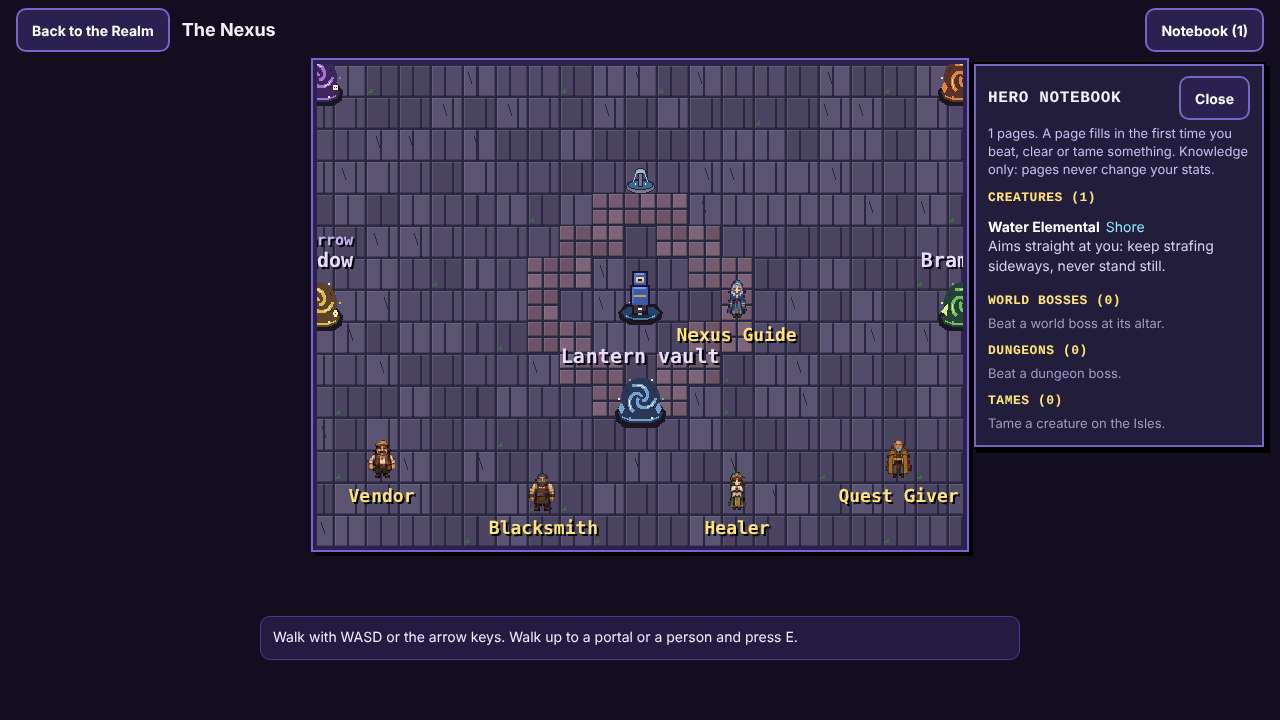 Back to the Realm
The Nexus
Notebook (1)
rrow
dow
Bram
Nexus Guide
Lantern vault
Vendor
Blacksmith
Healer
Quest Giver
HERO NOTEBOOK
Close
1 pages. A page fills in the first time you
beat, clear or tame something. Knowledge
only: pages never change your stats.
CREATURES (1)
Water Elemental Shore
Aims straight at you: keep strafing
sideways, never stand still.
WORLD BOSSES (0)
Beat a world boss at its altar.
DUNGEONS (0)
Beat a dungeon boss.
TAMES (0)
Tame a creature on the Isles.
Walk with WASD or the arrow keys. Walk up to a portal or a person and press E.